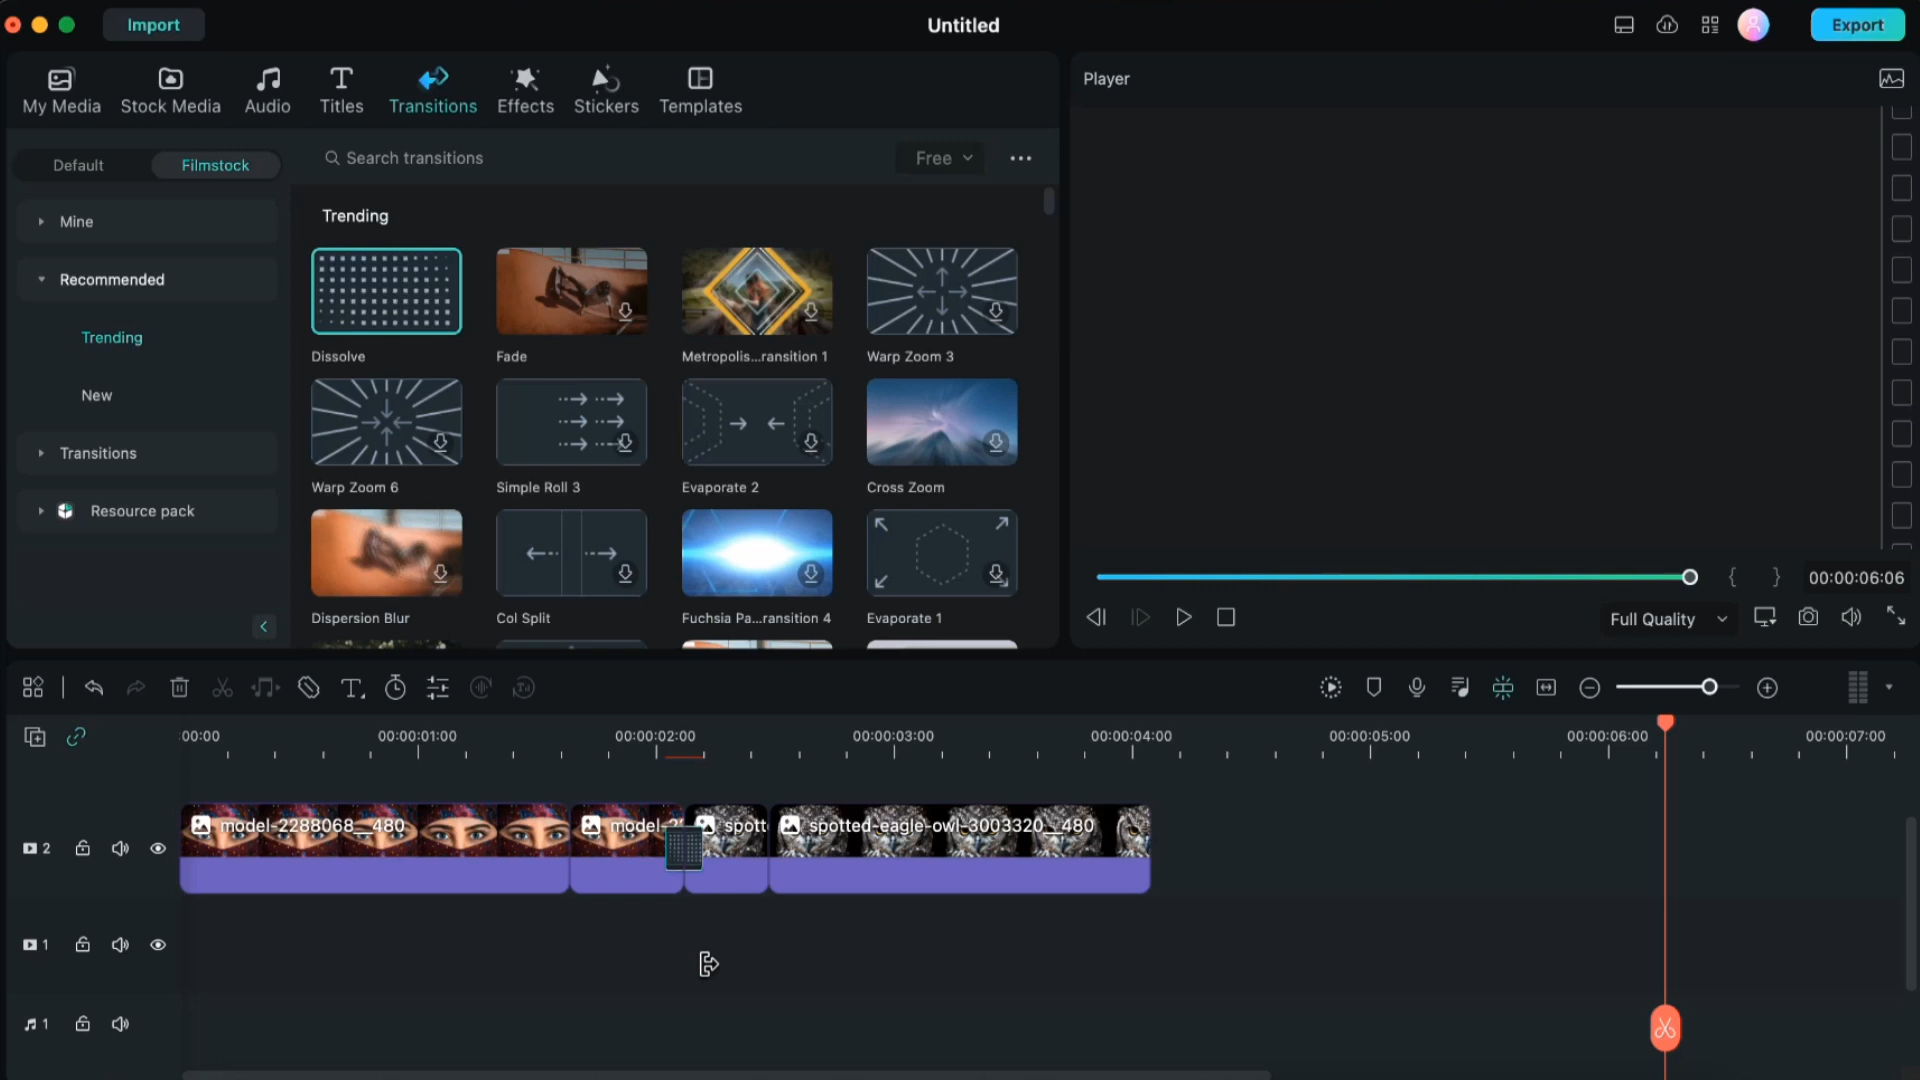 Import
Untitled
Export
My Media
Stock Media
Audio
Titles
Transitions
Effects
Stickers
Templates
Player
Default
Filmstock
Search transitions
Free
Mine
Recommended
Trending
New
Transitions
Resource pack
Trending
Dissolve
Fade
Metropolis...ransition 1
Warp Zoom 3
Warp Zoom 6
Simple Roll 3
Evaporate 2
Cross Zoom
Dispersion Blur
Col Split
Fuchsia Pa...ransition 4
Evaporate 1
{ }
00:00:06:06
Full Quality
:00:00
00:00:01:00
00:00:02:00
00:00:03:00
00:00:04:00
00:00:05:00
00:00:06:00
00:00:07:00
2
model-2288068__480
model-2
spott
spotted-eagle-owl-3003320__480
1
1